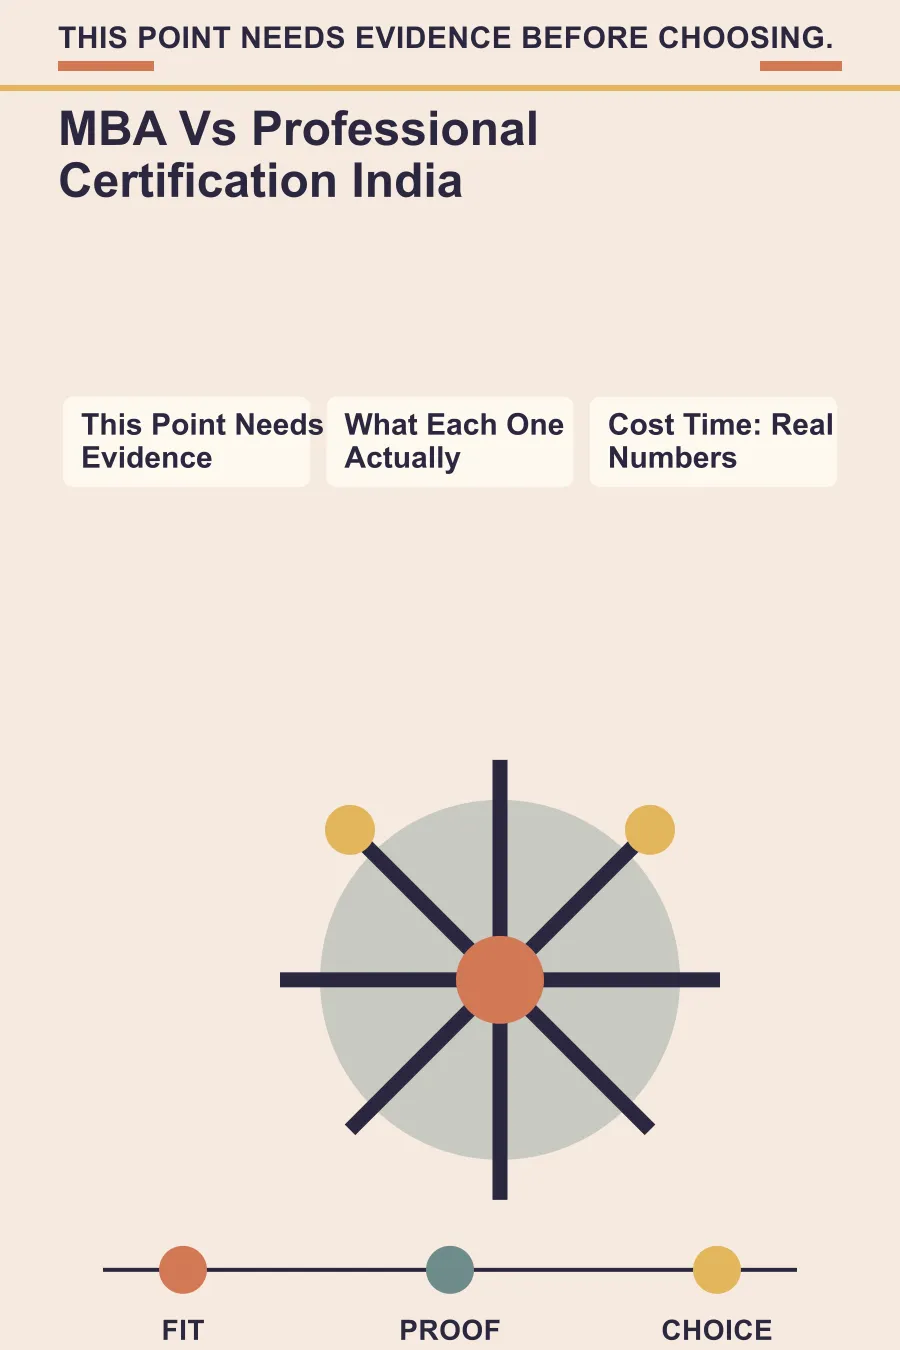 THIS POINT NEEDS EVIDENCE BEFORE CHOOSING.
MBA Vs Professional
Certification India
This Point Needs
Evidence
What Each One
Actually
Cost Time: Real
Numbers
FIT
PROOF
CHOICE